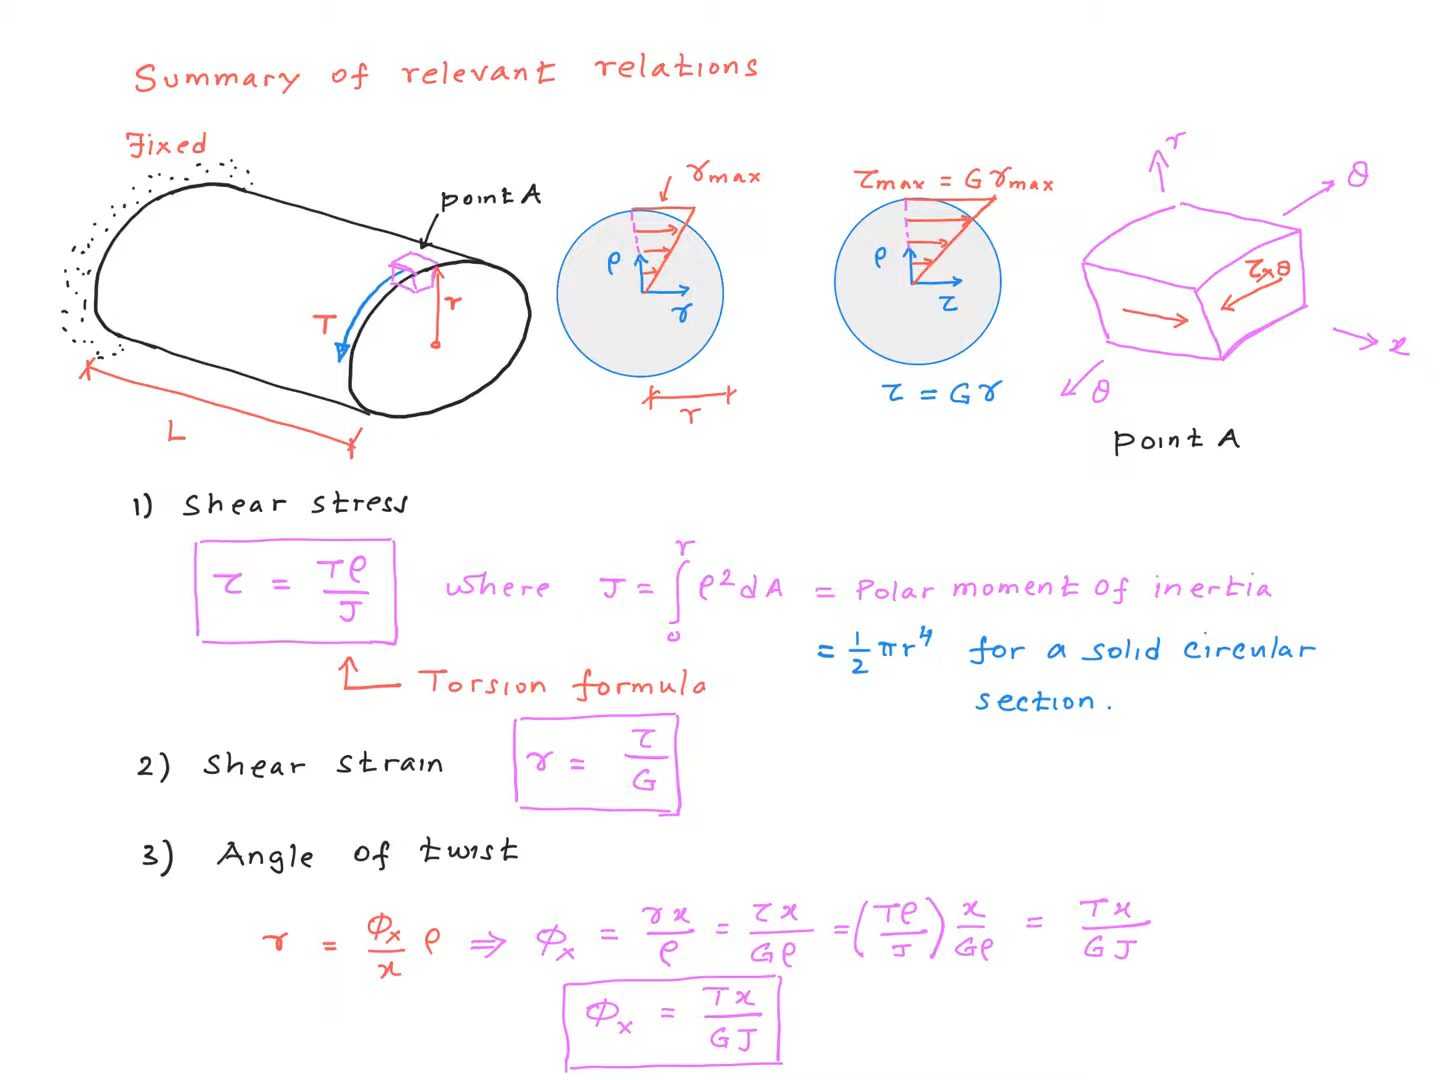 Summary of relevant relations
Fixed
point A
T
r
L
γmax
ρ
γ
r
τmax = Gγmax
ρ
τ
τ = Gγ
r
θ
τxθ
x
θ
point A
1) Shear stress
τ = Tρ/J where J = ∫₀ʳ ρ² dA = Polar moment of inertia
= 1/2 πr⁴ for a solid circular
section.
Torsion formula
2) Shear strain γ = τ/G
3) Angle of twist
γ = ϕx/x ρ ⇒ ϕx = γx/ρ = τx/Gρ = (Tρ/J) x/Gρ = Tx/GJ
ϕx = Tx/GJ